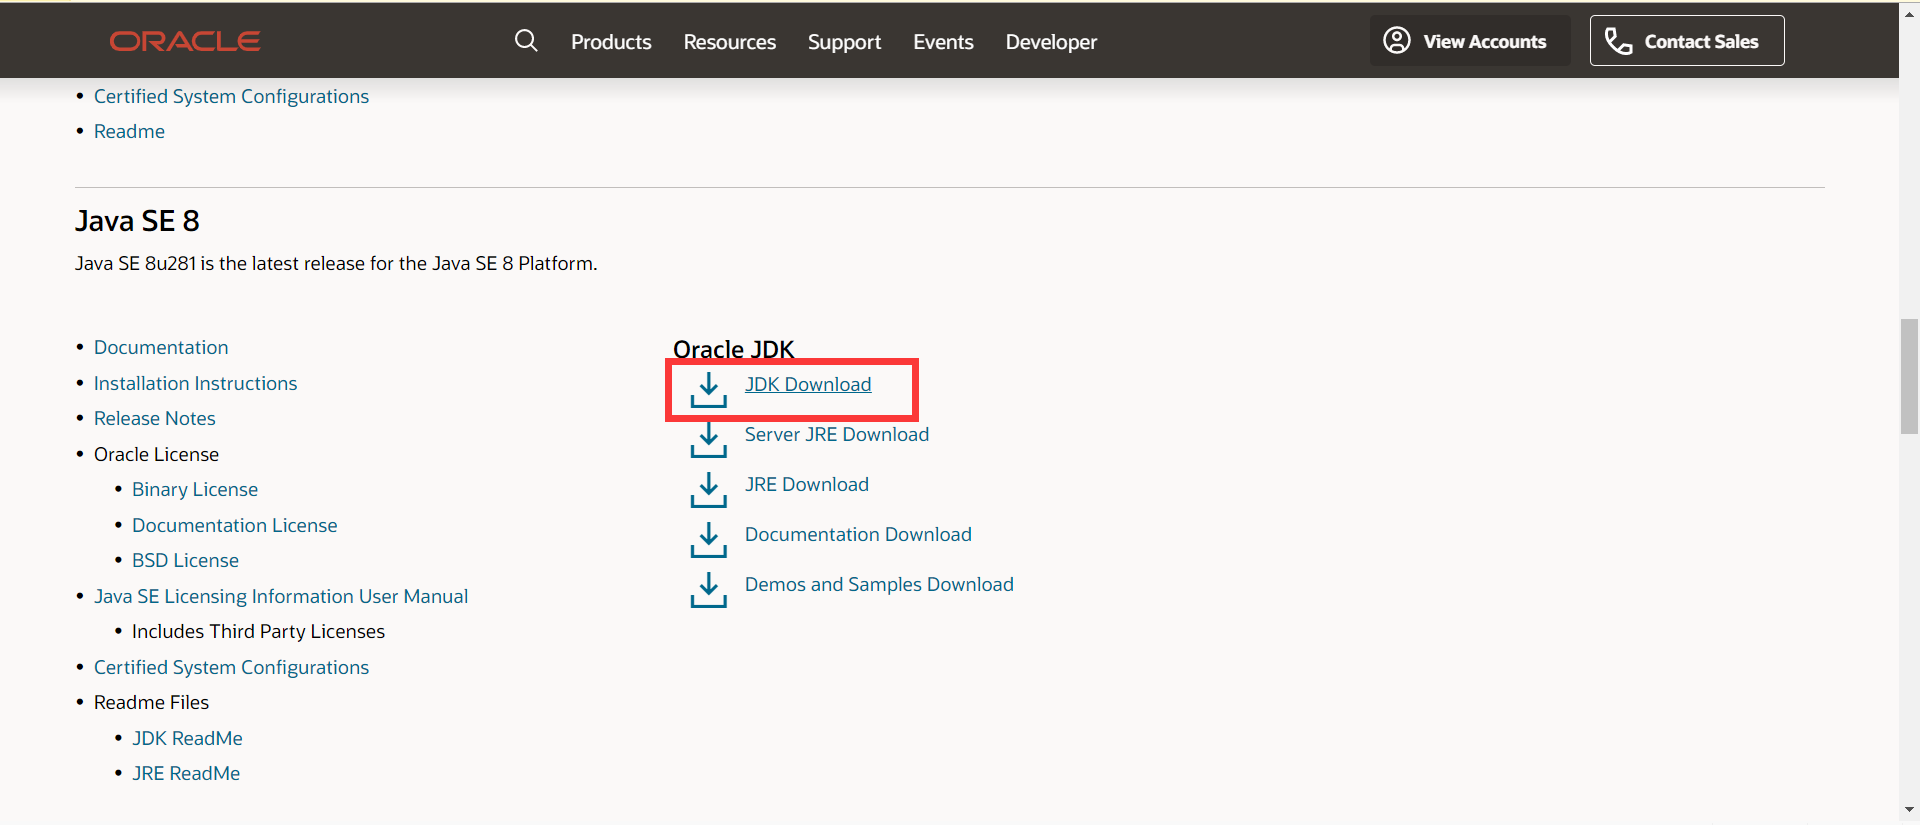 ORACLE
Products
Resources
Support
Events
Developer
View Accounts
Contact Sales
Certified System Configurations
Readme
Java SE 8
Java SE 8u281 is the latest release for the Java SE 8 Platform.
Documentation
Installation Instructions
Release Notes
Oracle License
Binary License
Documentation License
BSD License
Java SE Licensing Information User Manual
Includes Third Party Licenses
Certified System Configurations
Readme Files
JDK ReadMe
JRE ReadMe
Oracle JDK
JDK Download
Server JRE Download
JRE Download
Documentation Download
Demos and Samples Download